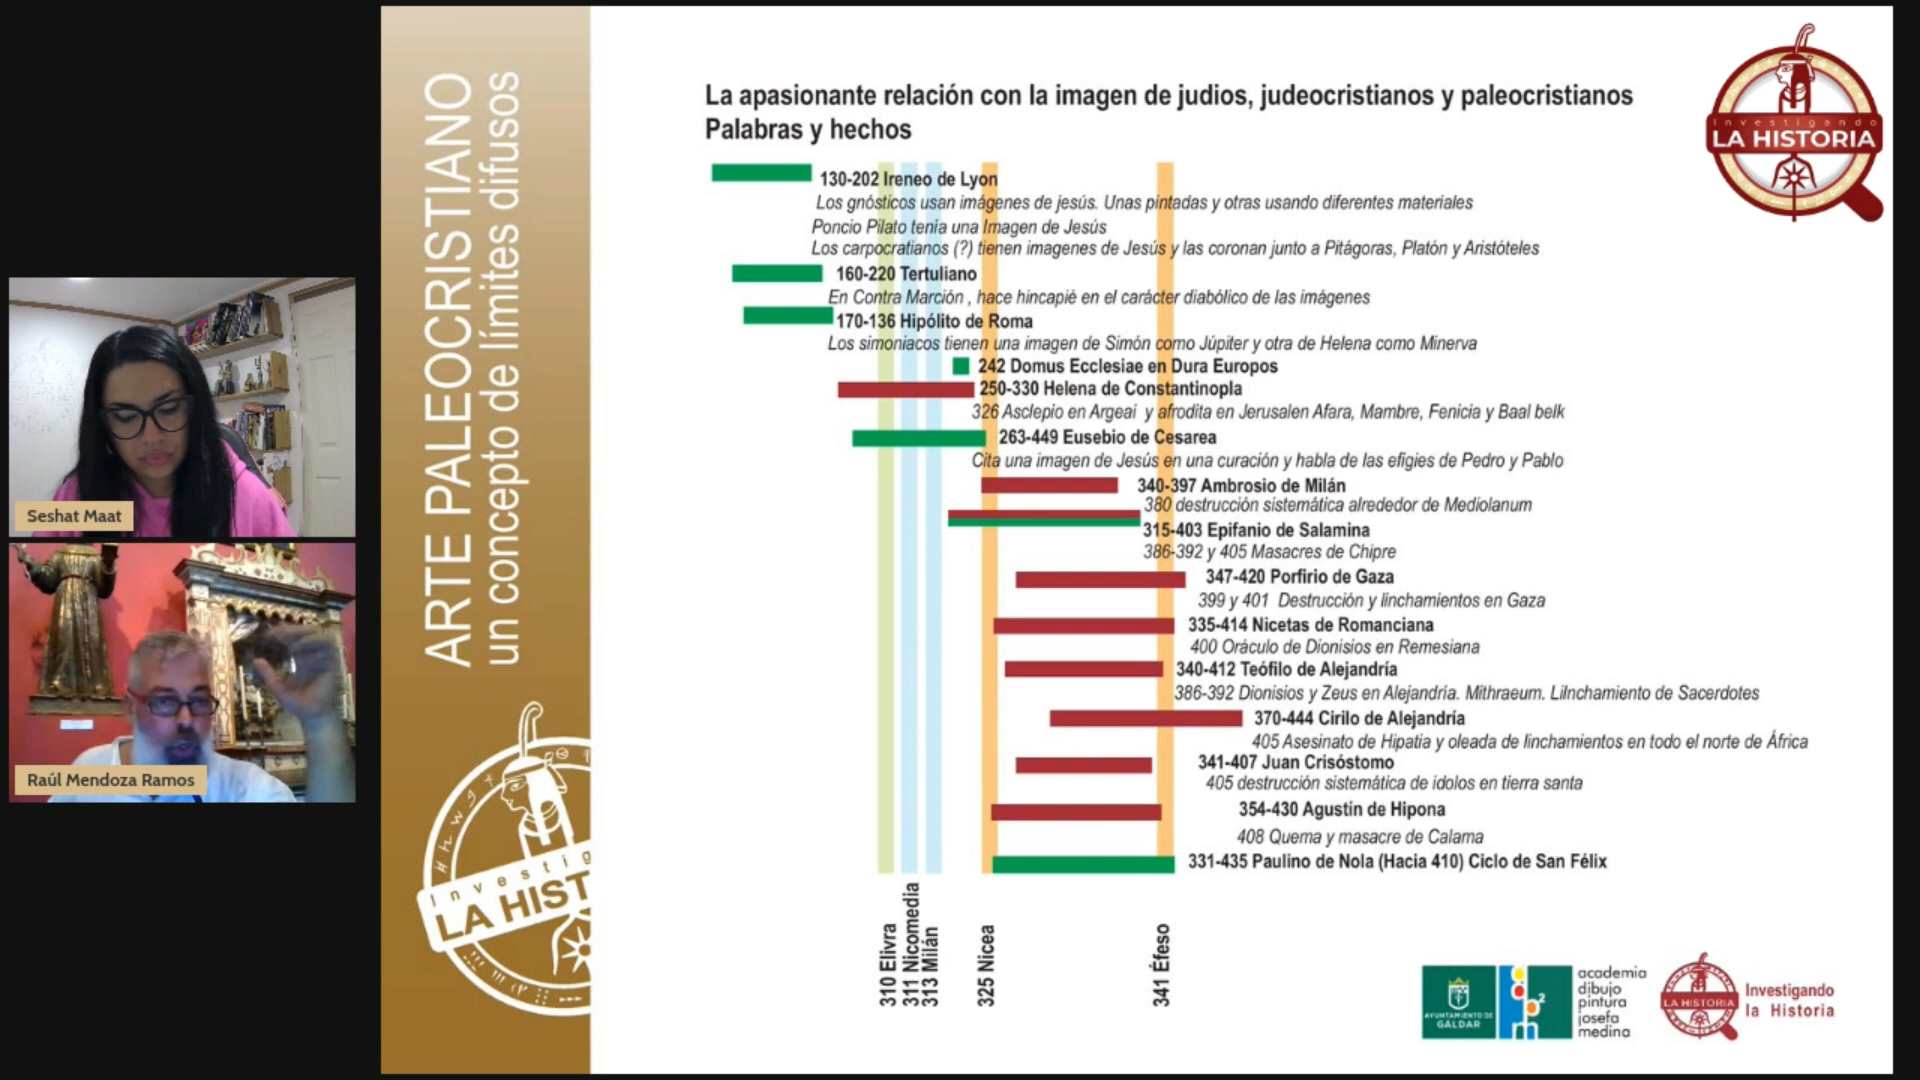 ARTE PALEOCRISTIANO
un concepto de límites difusos
La apasionante relación con la imagen de judios, judeocristianos y paleocristianos
Palabras y hechos
130-202 Ireneo de Lyon
Los gnósticos usan imágenes de jesús. Unas pintadas y otras usando diferentes materiales
Poncio Pilato tenía una Imagen de Jesús
Los carpocratianos (?) tienen imagenes de Jesús y las coronan junto a Pitágoras, Platón y Aristóteles
160-220 Tertuliano
En Contra Marción , hace hincapié en el carácter diabólico de las imágenes
170-136 Hipólito de Roma
Los simoniacos tienen una imagen de Simón como Júpiter y otra de Helena como Minerva
242 Domus Ecclesiae en Dura Europos
250-330 Helena de Constantinopla
326 Asclepio en Argeai y afrodita en Jerusalen Afara, Mambre, Fenicia y Baal belk
263-449 Eusebio de Cesarea
Cita una imagen de Jesús en una curación y habla de las efigies de Pedro y Pablo
340-397 Ambrosio de Milán
380 destrucción sistemática alrededor de Mediolanum
315-403 Epifanio de Salamina
386-392 y 405 Masacres de Chipre
347-420 Porfirio de Gaza
399 y 401 Destrucción y linchamientos en Gaza
335-414 Nicetas de Romanciana
400 Oráculo de Dionisios en Remesiana
340-412 Teófilo de Alejandría
386-392 Dionisios y Zeus en Alejandría. Mithraeum. Lilnchamiento de Sacerdotes
370-444 Cirilo de Alejandría
405 Asesinato de Hipatia y oleada de linchamientos en todo el norte de África
341-407 Juan Crisóstomo
405 destrucción sistemática de idolos en tierra santa
354-430 Agustín de Hipona
408 Quema y masacre de Calama
331-435 Paulino de Nola (Hacia 410) Ciclo de San Félix
310 Elivra
311 Nicomedia
313 Milán
325 Nicea
341 Éfeso
Investigando
LA HISTORIA
Seshat Maat
Raúl Mendoza Ramos
Investig
LA HIST
AYUNTAMIENTO DE
GÁLDAR
academia
dibujo
pintura
josefa
medina
LA HISTORIA
Investigando
la Historia